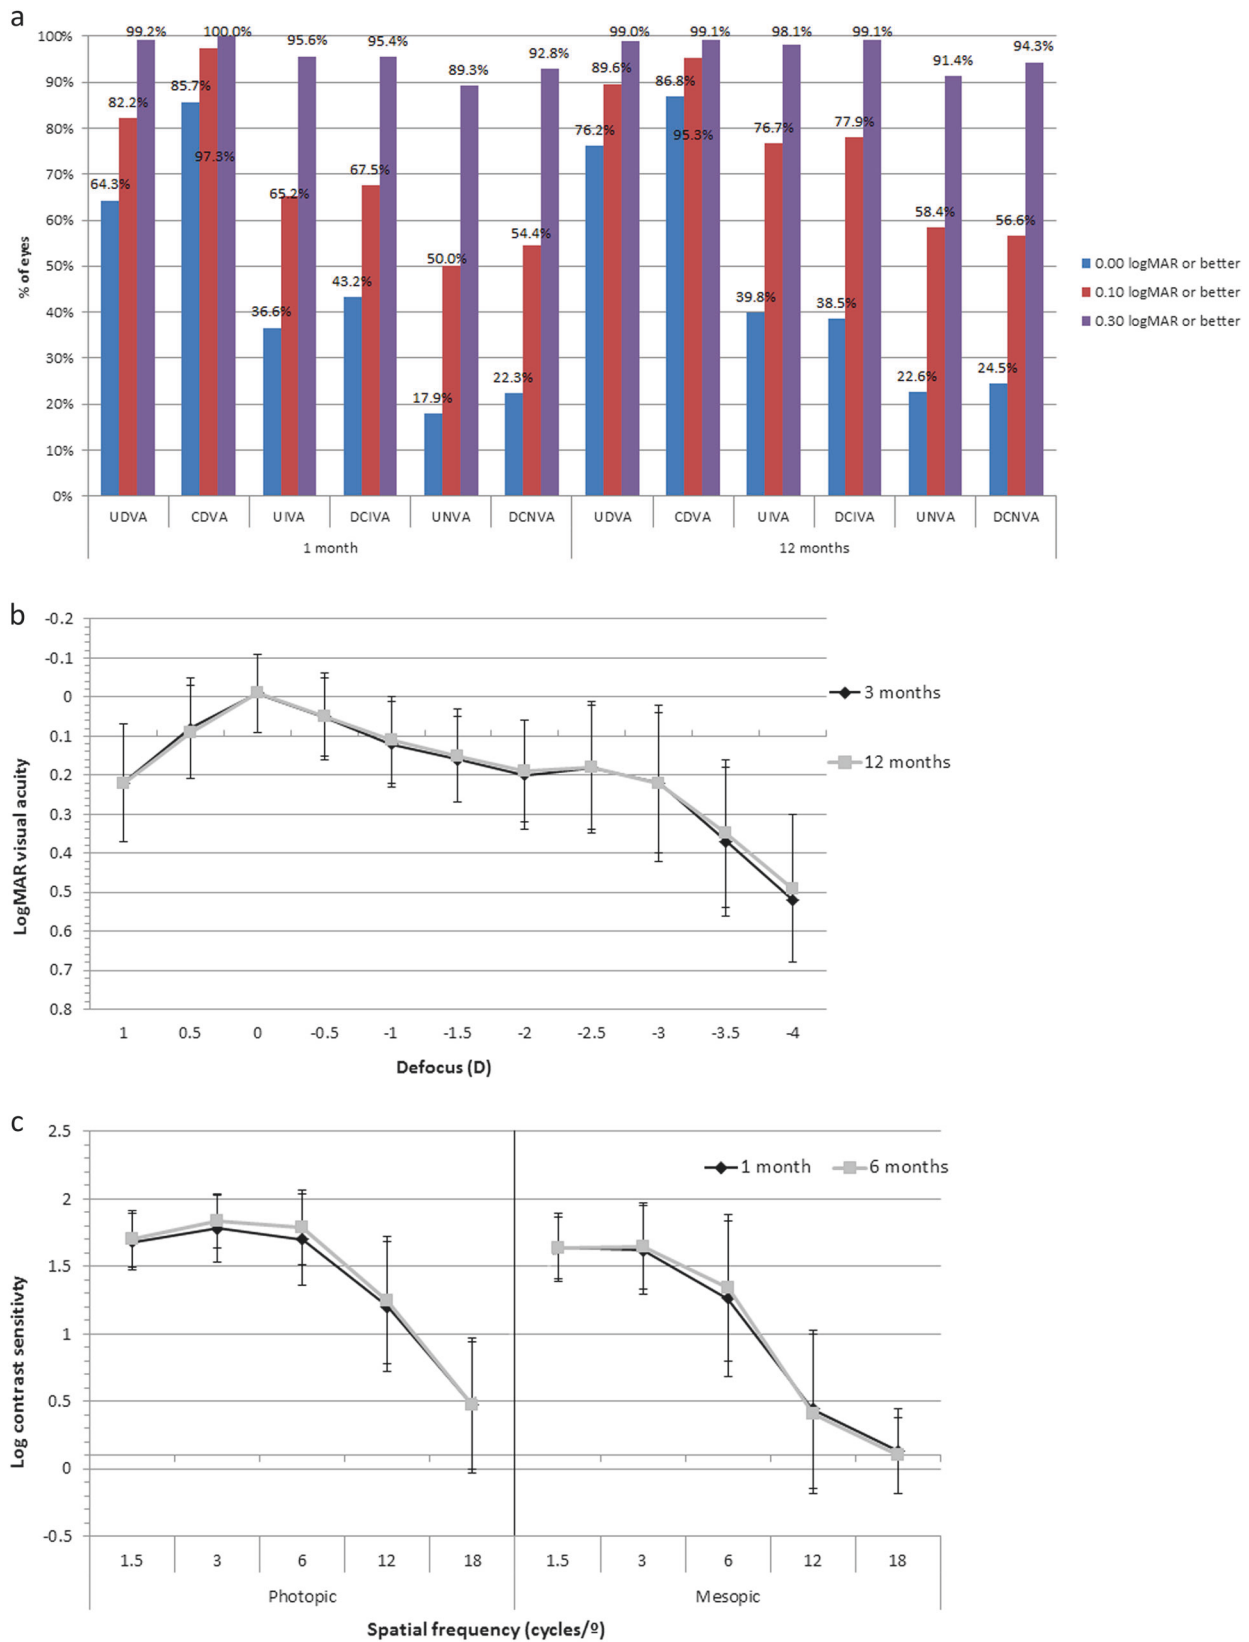 a
99.2% 100.0% 95.6% 95.4% 89.3% 92.8% 99.0% 99.1% 98.1% 99.1% 91.4% 94.3%
82.2% 85.7% 97.3% 65.2% 67.5% 50.0% 54.4% 89.6% 86.8% 95.3% 76.7% 77.9% 58.4% 56.6%
64.3% 36.6% 43.2% 17.9% 22.3% 76.2% 39.8% 38.5% 22.6% 24.5%
100%
90%
80%
70%
60%
50%
40%
30%
20%
10%
0%
% of eyes
UDVA CDVA UIVA DCIVA UNVA DCNVA UDVA CDVA UIVA DCIVA UNVA DCNVA
1 month 12 months
0.00 logMAR or better
0.10 logMAR or better
0.30 logMAR or better
b
-0.2
-0.1
0
0.1
0.2
0.3
0.4
0.5
0.6
0.7
0.8
LogMAR visual acuity
1 0.5 0 -0.5 -1 -1.5 -2 -2.5 -3 -3.5 -4
Defocus (D)
3 months
12 months
c
2.5
2
1.5
1
0.5
0
-0.5
Log contrast sensitivty
1 month 6 months
1.5 3 6 12 18 1.5 3 6 12 18
Photopic Mesopic
Spatial frequency (cycles/º)